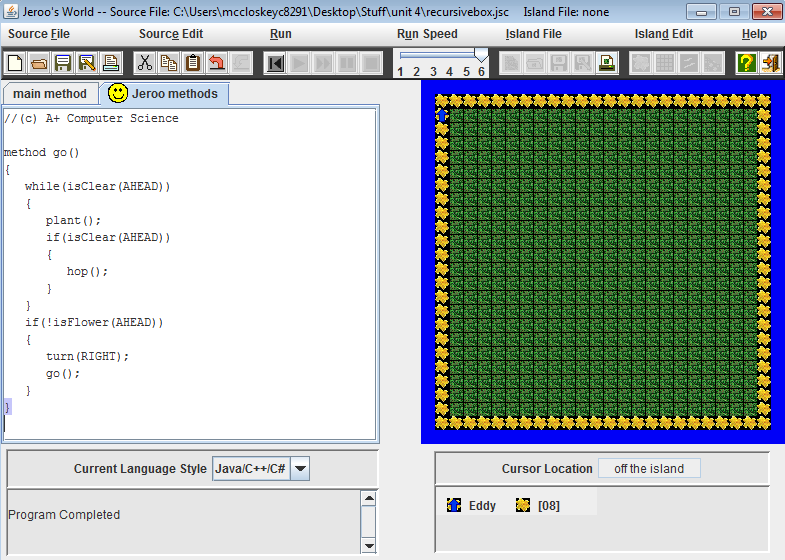 Jeroo's World -- Source File: C:\Users\mccloskeyc8291\Desktop\Stuff\unit 4\recursivebox.jsc Island File: none
Source File Source Edit Run Run Speed Island File Island Edit Help
1 2 3 4 5 6
main method Jeroo methods
//(c) A+ Computer Science
method go()
{
while(isClear(AHEAD))
{
plant();
if(isClear(AHEAD))
{
hop();
}
}
if(!isFlower(AHEAD))
{
turn(RIGHT);
go();
}
}
Current Language Style Java/C++/C#
Program Completed
Cursor Location off the island
Eddy [08]